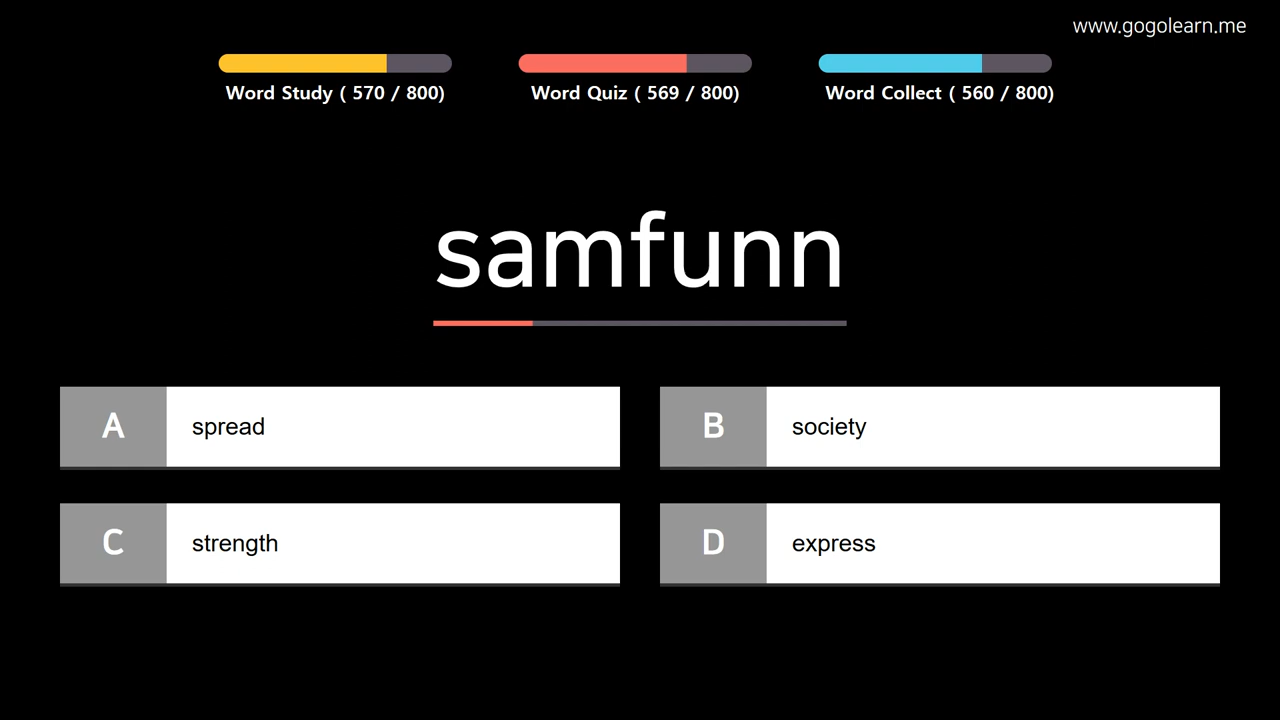 www.gogolearn.me
Word Study ( 570 / 800)
Word Quiz ( 569 / 800)
Word Collect ( 560 / 800)
samfunn
A spread
B society
C strength
D express